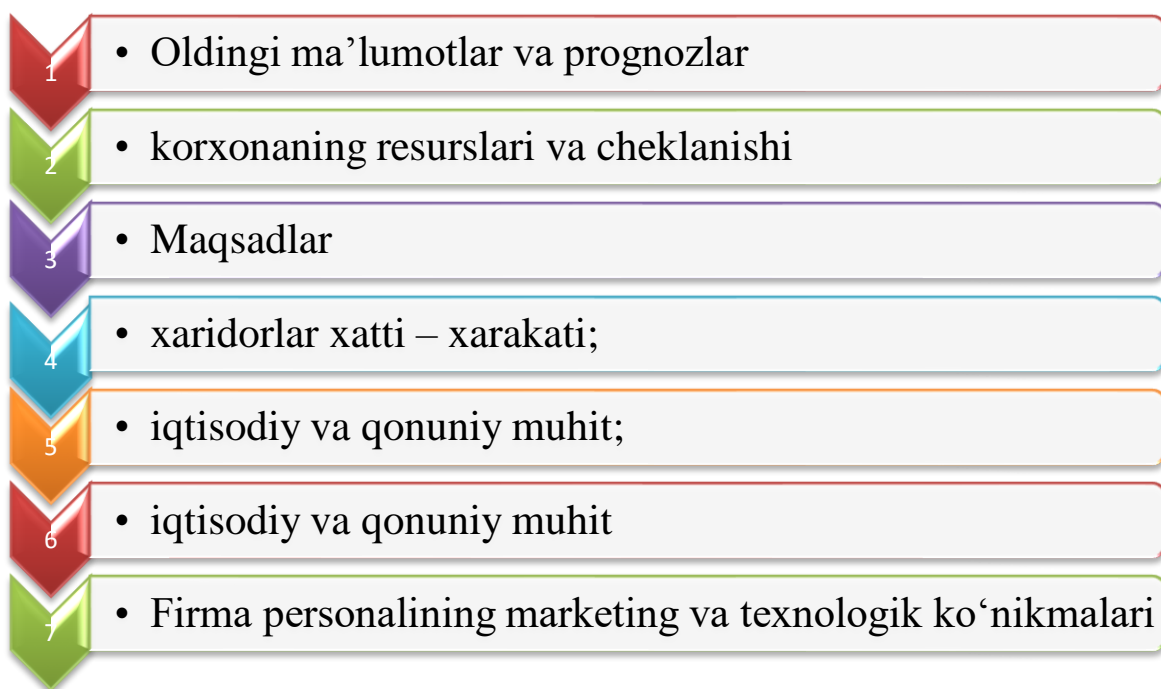 1 • Oldingi ma’lumotlar va prognozlar
2 • korxonaning resurslari va cheklanishi
3 • Maqsadlar
4 • xaridorlar xatti – xarakati;
5 • iqtisodiy va qonuniy muhit;
6 • iqtisodiy va qonuniy muhit
7 • Firma personalining marketing va texnologik ko‘nikmalari